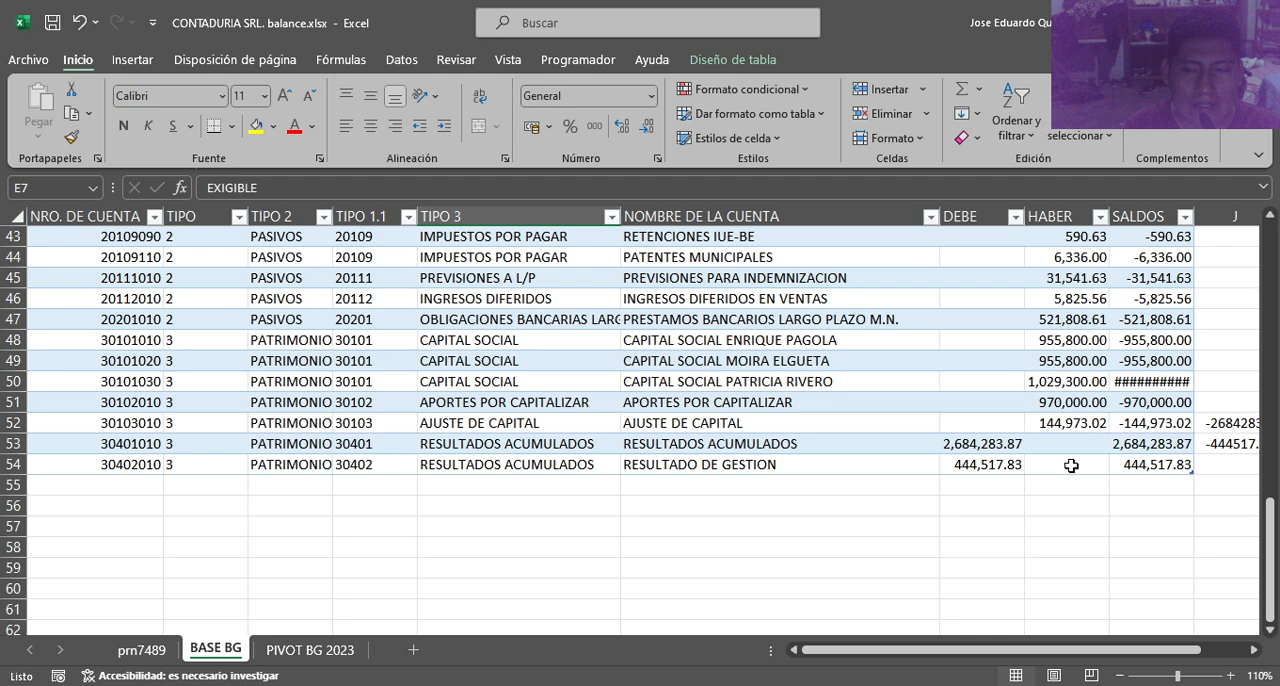 CONTADURIA SRL. balance.xlsx - Excel
Buscar
Jose Eduardo Qu
Archivo Inicio Insertar Disposición de página Fórmulas Datos Revisar Vista Programador Ayuda Diseño de tabla
Pegar
Calibri 11
General
Formato condicional
Dar formato como tabla
Estilos de celda
Insertar
Eliminar
Formato
Ordenar y
filtrar
seleccionar
Portapapeles Fuente Alineación Número Estilos Celdas Edición Complementos
E7 EXIGIBLE
NRO. DE CUENTA TIPO TIPO 2 TIPO 1.1 TIPO 3 NOMBRE DE LA CUENTA DEBE HABER SALDOS J
43 20109090 2 PASIVOS 20109 IMPUESTOS POR PAGAR RETENCIONES IUE-BE 590.63 -590.63
44 20109110 2 PASIVOS 20109 IMPUESTOS POR PAGAR PATENTES MUNICIPALES 6,336.00 -6,336.00
45 20111010 2 PASIVOS 20111 PREVISIONES A L/P PREVISIONES PARA INDEMNIZACION 31,541.63 -31,541.63
46 20112010 2 PASIVOS 20112 INGRESOS DIFERIDOS INGRESOS DIFERIDOS EN VENTAS 5,825.56 -5,825.56
47 20201010 2 PASIVOS 20201 OBLIGACIONES BANCARIAS LARG PRESTAMOS BANCARIOS LARGO PLAZO M.N. 521,808.61 -521,808.61
48 30101010 3 PATRIMONIO 30101 CAPITAL SOCIAL CAPITAL SOCIAL ENRIQUE PAGOLA 955,800.00 -955,800.00
49 30101020 3 PATRIMONIO 30101 CAPITAL SOCIAL CAPITAL SOCIAL MOIRA ELGUETA 955,800.00 -955,800.00
50 30101030 3 PATRIMONIO 30101 CAPITAL SOCIAL CAPITAL SOCIAL PATRICIA RIVERO 1,029,300.00 ##########
51 30102010 3 PATRIMONIO 30102 APORTES POR CAPITALIZAR APORTES POR CAPITALIZAR 970,000.00 -970,000.00
52 30103010 3 PATRIMONIO 30103 AJUSTE DE CAPITAL AJUSTE DE CAPITAL 144,973.02 -144,973.02 -2684283
53 30401010 3 PATRIMONIO 30401 RESULTADOS ACUMULADOS RESULTADOS ACUMULADOS 2,684,283.87 2,684,283.87 -444517.
54 30402010 3 PATRIMONIO 30402 RESULTADOS ACUMULADOS RESULTADO DE GESTION 444,517.83 444,517.83
55
56
57
58
59
60
61
62
prn7489 BASE BG PIVOT BG 2023
Listo Accesibilidad: es necesario investigar 110%